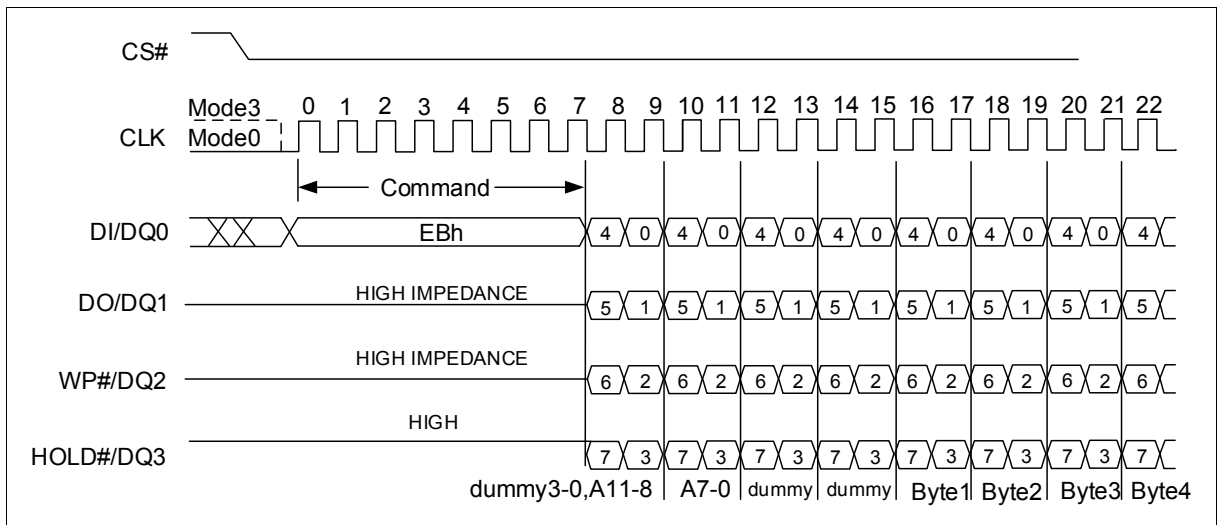 CS#
Mode3 0 1 2 3 4 5 6 7 8 9 10 11 12 13 14 15 16 17 18 19 20 21 22
CLK Mode0
Command
DI/DQ0 EBh 4 0 4 0 4 0 4 0 4 0 4 0 4 0 4
DO/DQ1 HIGH IMPEDANCE 5 1 5 1 5 1 5 1 5 1 5 1 5 1 5
WP#/DQ2 HIGH IMPEDANCE 6 2 6 2 6 2 6 2 6 2 6 2 6 2 6
HOLD#/DQ3 HIGH 7 3 7 3 7 3 7 3 7 3 7 3 7 3 7
dummy3-0,A11-8 A7-0 dummy dummy Byte1 Byte2 Byte3 Byte4